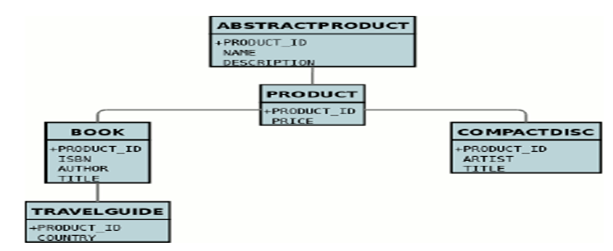 ABSTRACTPRODUCT
+PRODUCT_ID
NAME
DESCRIPTION
PRODUCT
+PRODUCT_ID
PRICE
BOOK
+PRODUCT_ID
ISBN
AUTHOR
TITLE
COMPACTDISC
+PRODUCT_ID
ARTIST
TITLE
TRAVELGUIDE
+PRODUCT_ID
COUNTRY